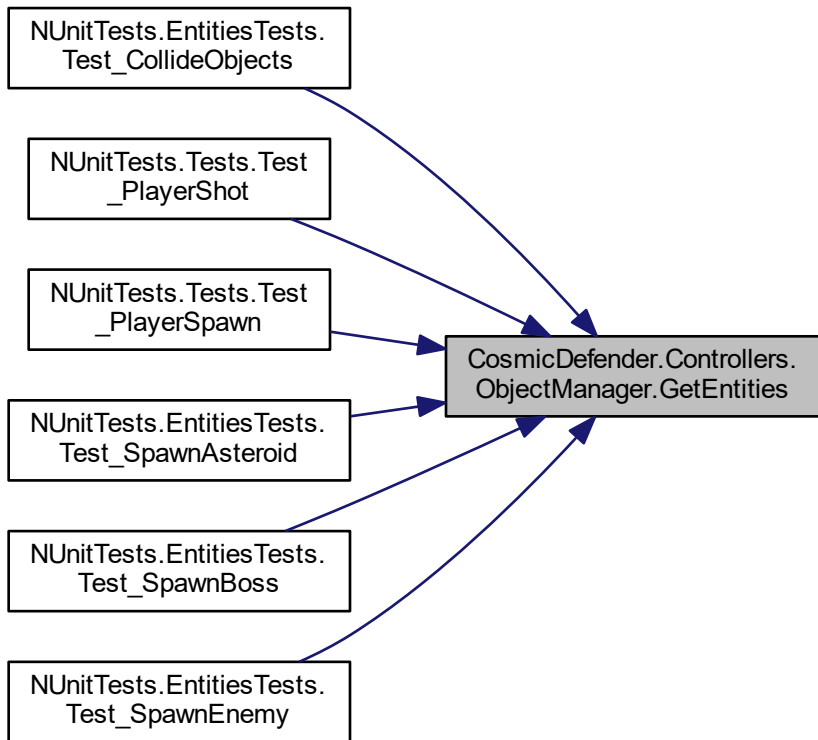 NUnitTests.EntitiesTests.
Test_CollideObjects
NUnitTests.Tests.Test
_PlayerShot
NUnitTests.Tests.Test
_PlayerSpawn
CosmicDefender.Controllers.
ObjectManager.GetEntities
NUnitTests.EntitiesTests.
Test_SpawnAsteroid
NUnitTests.EntitiesTests.
Test_SpawnBoss
NUnitTests.EntitiesTests.
Test_SpawnEnemy